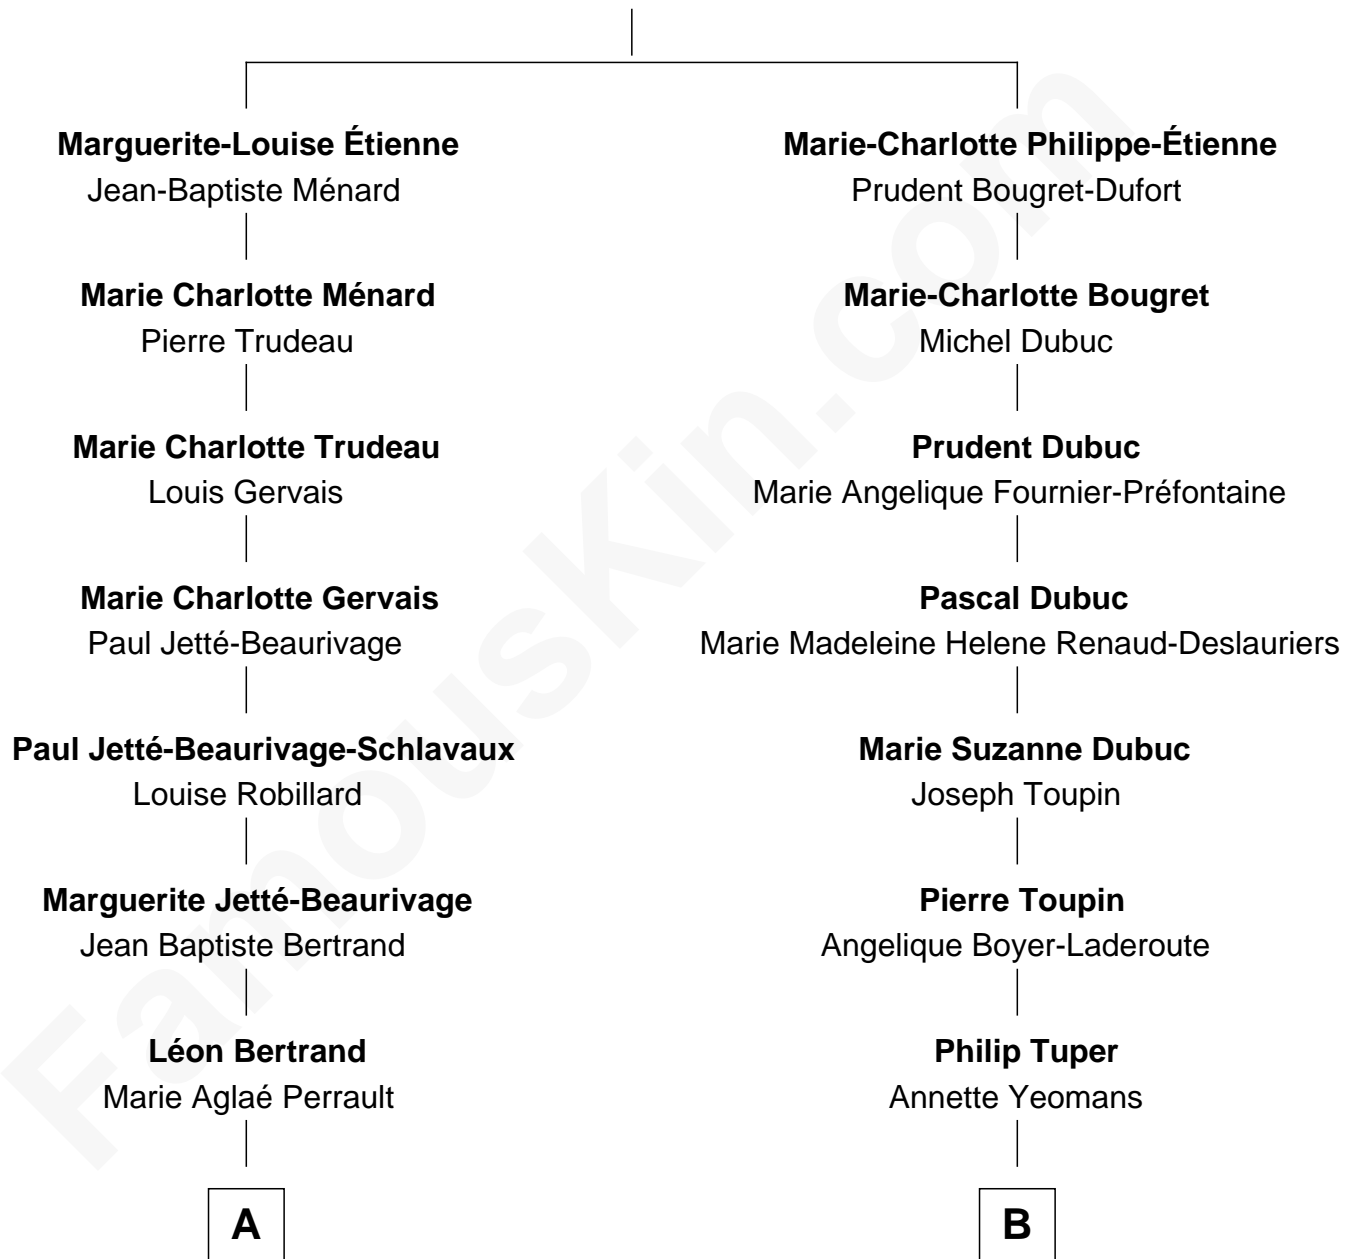 Marguerite-Louise Étienne
Jean-Baptiste Ménard
Marie Charlotte Ménard
Pierre Trudeau
Marie Charlotte Trudeau
Louis Gervais
Marie Charlotte Gervais
Paul Jetté-Beaurivage
Paul Jetté-Beaurivage-Schlavaux
Louise Robillard
Marguerite Jetté-Beaurivage
Jean Baptiste Bertrand
Léon Bertrand
Marie Aglaé Perrault
A
Marie-Charlotte Philippe-Étienne
Prudent Bougret-Dufort
Marie-Charlotte Bougret
Michel Dubuc
Prudent Dubuc
Marie Angelique Fournier-Préfontaine
Pascal Dubuc
Marie Madeleine Helene Renaud-Deslauriers
Marie Suzanne Dubuc
Joseph Toupin
Pierre Toupin
Angelique Boyer-Laderoute
Philip Tuper
Annette Yeomans
B
FamousKin.com